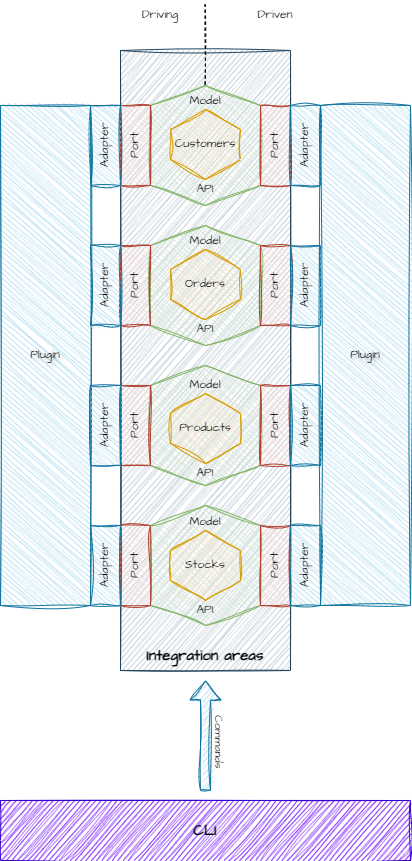 Driving
Driven
Model
Adapter
Port
Customers
Port
Adapter
API
Model
Adapter
Port
Orders
Port
Adapter
API
Plugin
Plugin
Model
Adapter
Port
Products
Port
Adapter
API
Model
Adapter
Port
Stocks
Port
Adapter
API
Integration areas
Commands
CLI